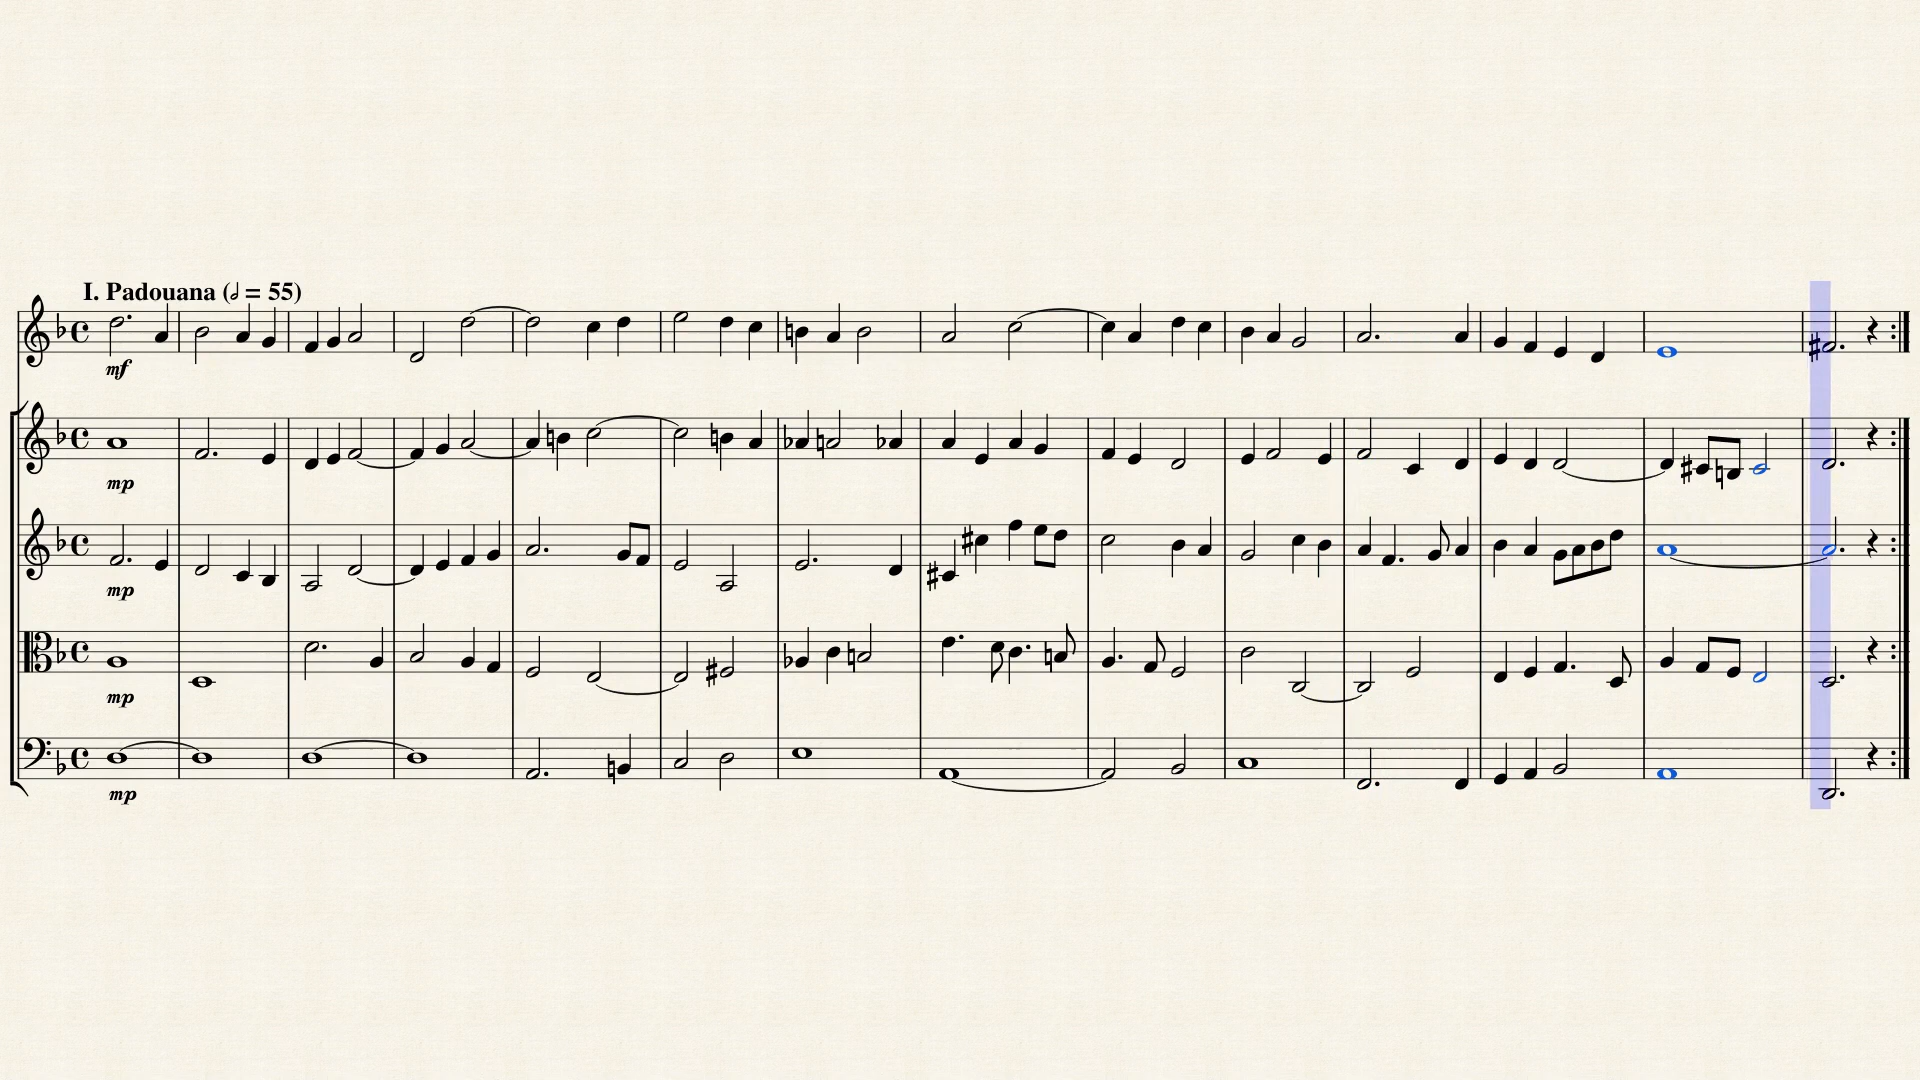 I. Padouana (𝅗𝅥 = 55)
mf
mp
mp
mp
mp